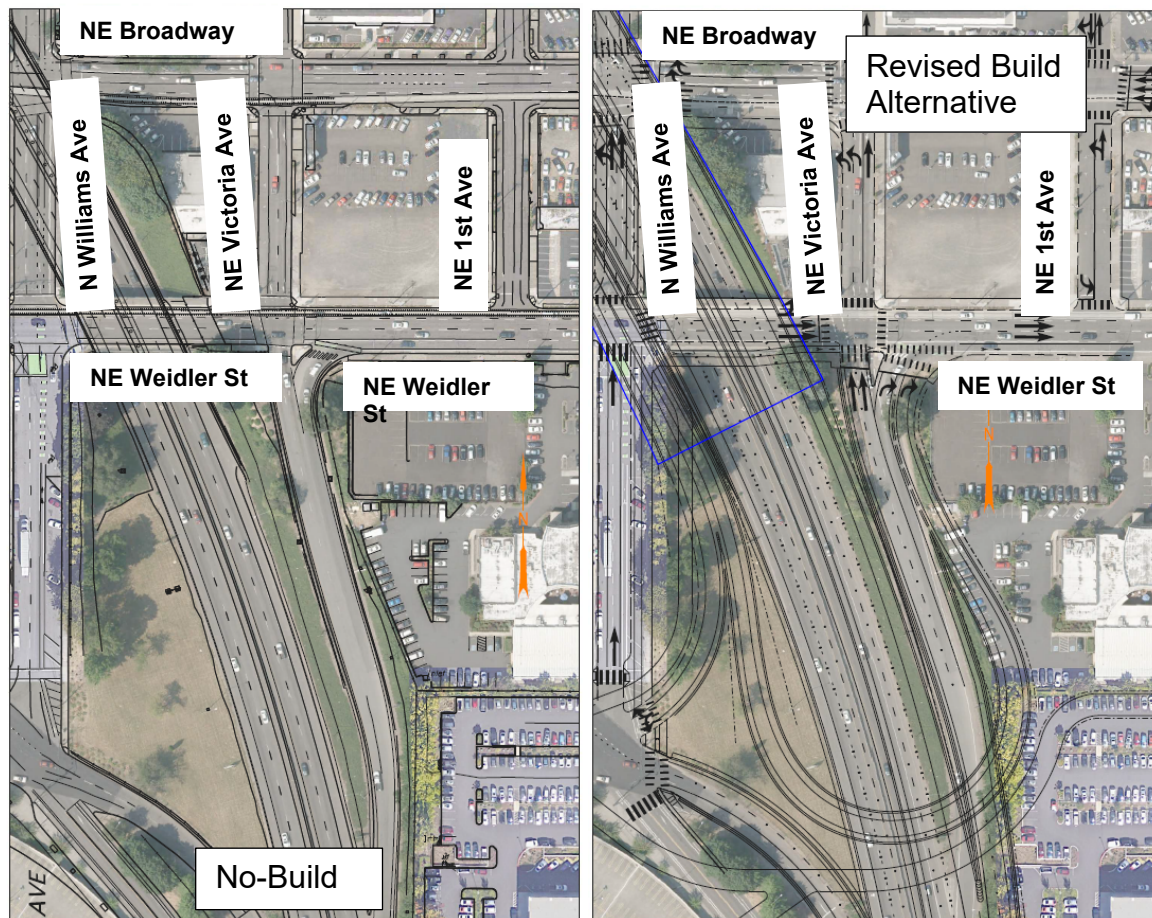 NE Broadway
N Williams Ave
NE Victoria Ave
NE 1st Ave
NE Weidler St
NE Weidler
St
N
No-Build
AVE
NE Broadway
Revised Build
Alternative
N Williams Ave
NE Victoria Ave
NE 1st Ave
NE Weidler St
N